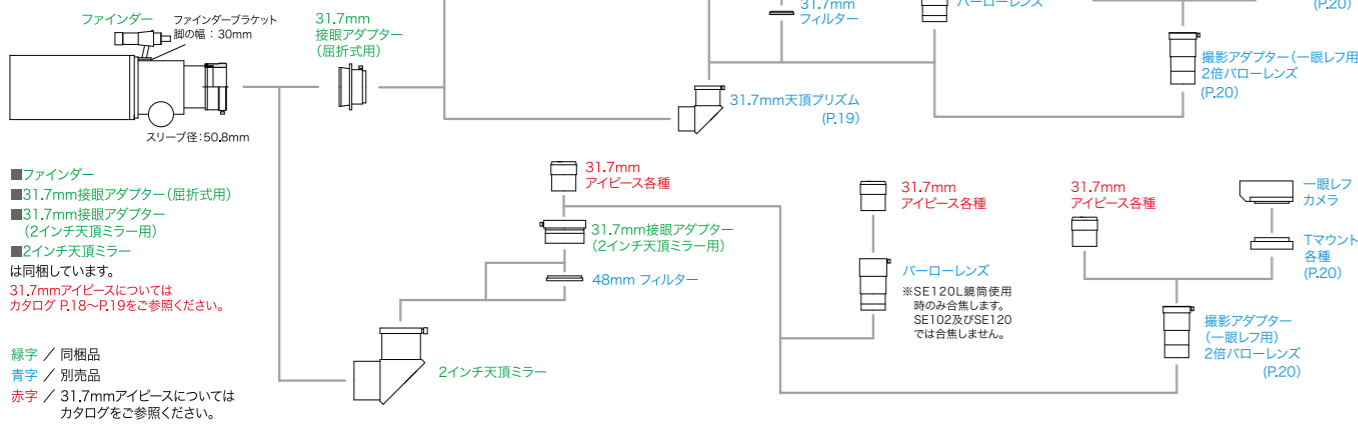 ファインダー
ファインダーブラケット
脚の幅：30mm
スリーブ径：50.8mm
31.7mm
接眼アダプター
（屈折式用）
31.7mm
フィルター
バーローレンズ
(P.20)
31.7mm天頂プリズム
(P.19)
撮影アダプター（一眼レフ用
2倍バローレンズ
(P.20)
■ファインダー
■31.7mm接眼アダプター（屈折式用）
■31.7mm接眼アダプター
（2インチ天頂ミラー用）
■2インチ天頂ミラー
は同梱しています。
31.7mmアイピースについては
カタログ P.18〜P.19をご参照ください。
緑字 ／ 同梱品
青字 ／ 別売品
赤字 ／ 31.7mmアイピースについては
カタログをご参照ください。
31.7mm
アイピース各種
31.7mm接眼アダプター
（2インチ天頂ミラー用）
48mm フィルター
2インチ天頂ミラー
31.7mm
アイピース各種
バーローレンズ
※SE120L鏡筒使用
時のみ合焦します。
SE102及びSE120
では合焦しません。
31.7mm
アイピース各種
一眼レフ
カメラ
Tマウント
各種
(P.20)
撮影アダプター
（一眼レフ用）
2倍バローレンズ
(P.20)